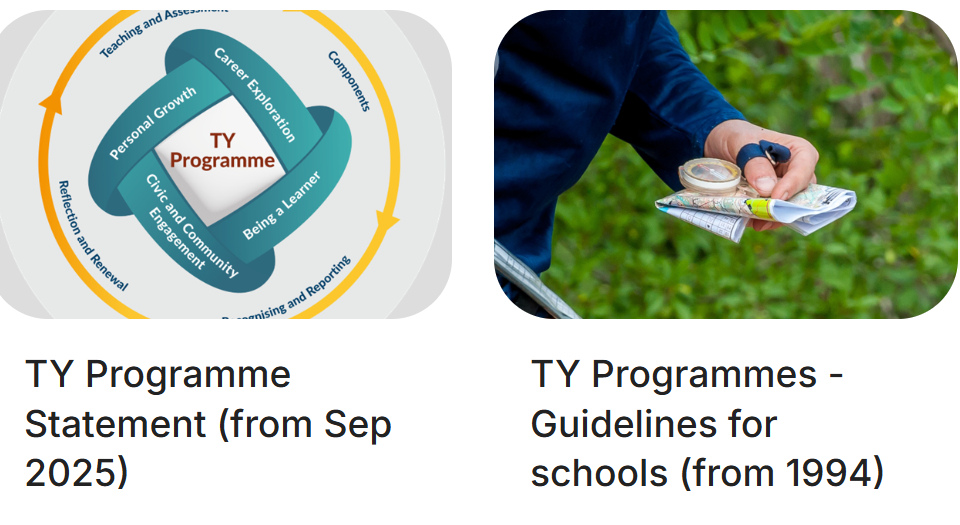 Teaching and Assessment
Components
Career Exploration
Personal Growth
TY
Programme
Being a Learner
Civic and Community
Engagement
Reflection and Renewal
Recognising and Reporting
TY Programme
Statement (from Sep
2025)
TY Programmes -
Guidelines for
schools (from 1994)